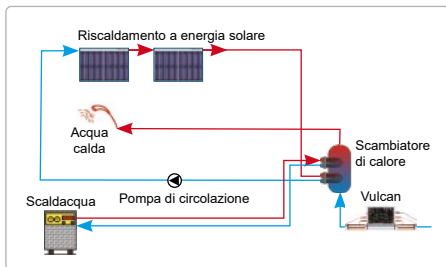 Riscaldamento a energia solare
Acqua
calda
Scambiatore
di calore
Pompa di circolazione
Vulcan
Scaldacqua